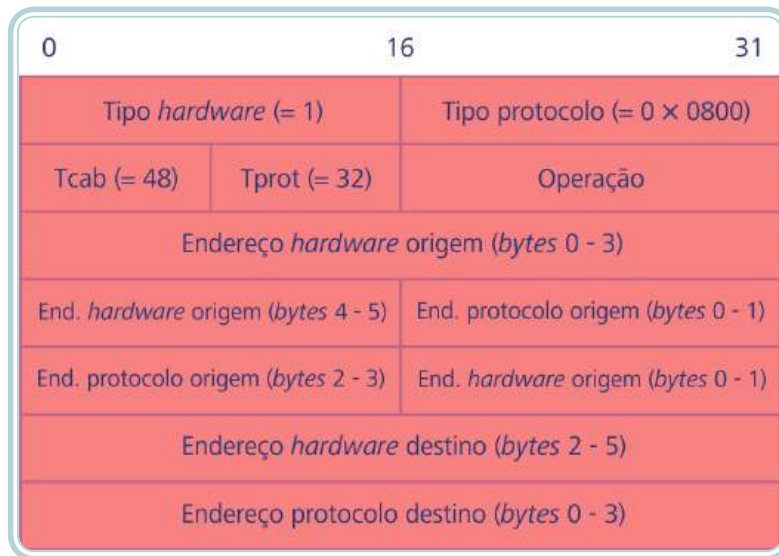 0 16 31
Tipo hardware (= 1) Tipo protocolo (= 0 × 0800)
Tcab (= 48) Tprot (= 32) Operação
Endereço hardware origem (bytes 0 - 3)
End. hardware origem (bytes 4 - 5) End. protocolo origem (bytes 0 - 1)
End. protocolo origem (bytes 2 - 3) End. hardware origem (bytes 0 - 1)
Endereço hardware destino (bytes 2 - 5)
Endereço protocolo destino (bytes 0 - 3)